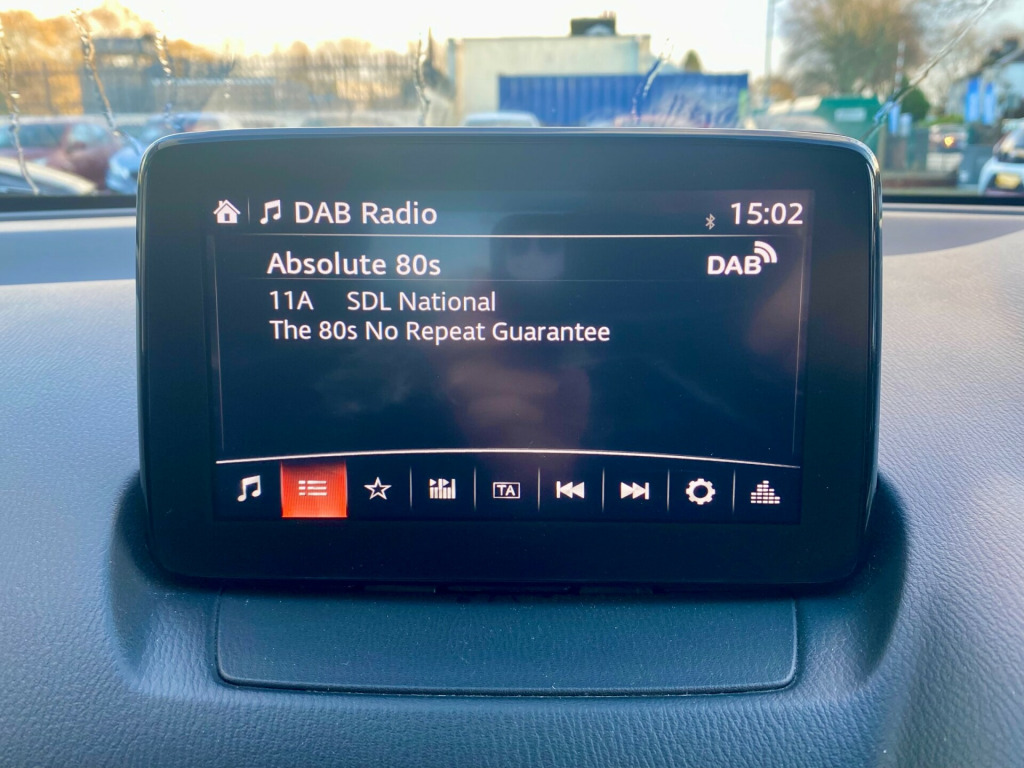 DAB Radio 15:02
Absolute 80s DAB
11A SDL National
The 80s No Repeat Guarantee
TA